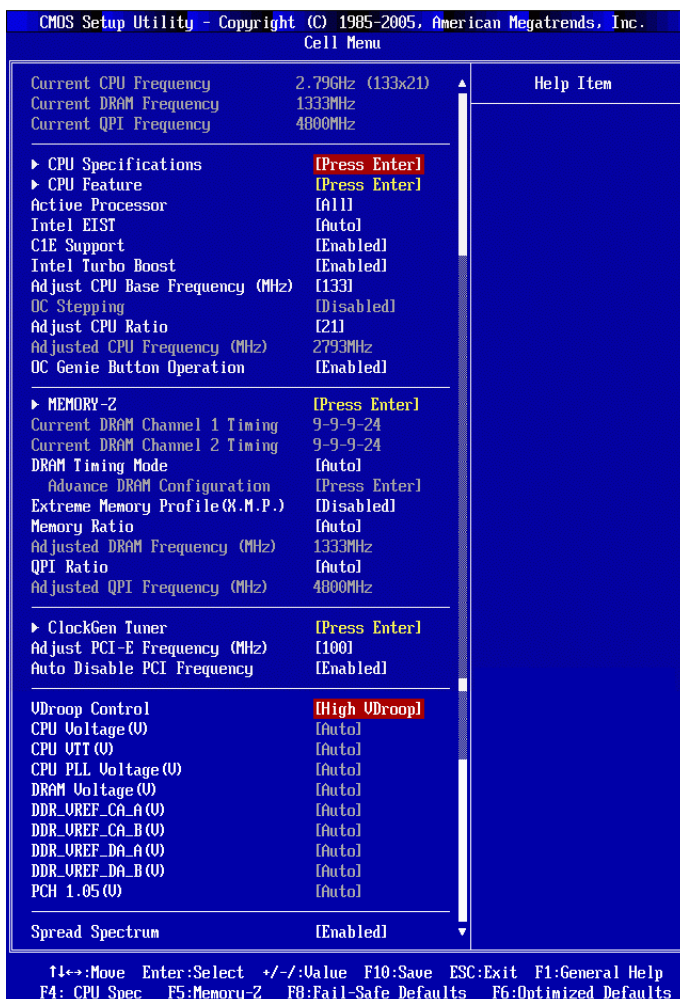 CMOS Setup Utility - Copyright (C) 1985-2005, American Megatrends, Inc.
Cell Menu
Current CPU Frequency 2.79GHz (133x21)
Current DRAM Frequency 1333MHz
Current QPI Frequency 4800MHz
Help Item
▶ CPU Specifications [Press Enter]
▶ CPU Feature [Press Enter]
Active Processor [All]
Intel EIST [Auto]
C1E Support [Enabled]
Intel Turbo Boost [Enabled]
Adjust CPU Base Frequency (MHz) [133]
OC Stepping [Disabled]
Adjust CPU Ratio [21]
Adjusted CPU Frequency (MHz) 2793MHz
OC Genie Button Operation [Enabled]
▶ MEMORY-Z [Press Enter]
Current DRAM Channel 1 Timing 9-9-9-24
Current DRAM Channel 2 Timing 9-9-9-24
DRAM Timing Mode [Auto]
Advance DRAM Configuration [Press Enter]
Extreme Memory Profile(X.M.P.) [Disabled]
Memory Ratio [Auto]
Adjusted DRAM Frequency (MHz) 1333MHz
QPI Ratio [Auto]
Adjusted QPI Frequency (MHz) 4800MHz
▶ ClockGen Tuner [Press Enter]
Adjust PCI-E Frequency (MHz) [100]
Auto Disable PCI Frequency [Enabled]
VDroop Control [High VDroop]
CPU Voltage(V) [Auto]
CPU VTT(V) [Auto]
CPU PLL Voltage(V) [Auto]
DRAM Voltage(V) [Auto]
DDR_VREF_CA_A(V) [Auto]
DDR_VREF_CA_B(V) [Auto]
DDR_VREF_DA_A(V) [Auto]
DDR_VREF_DA_B(V) [Auto]
PCH 1.05(V) [Auto]
Spread Spectrum [Enabled]
↑↓↔:Move Enter:Select +/-/:Value F10:Save ESC:Exit F1:General Help
F4: CPU Spec F5:Memory-Z F8:Fail-Safe Defaults F6:Optimized Defaults